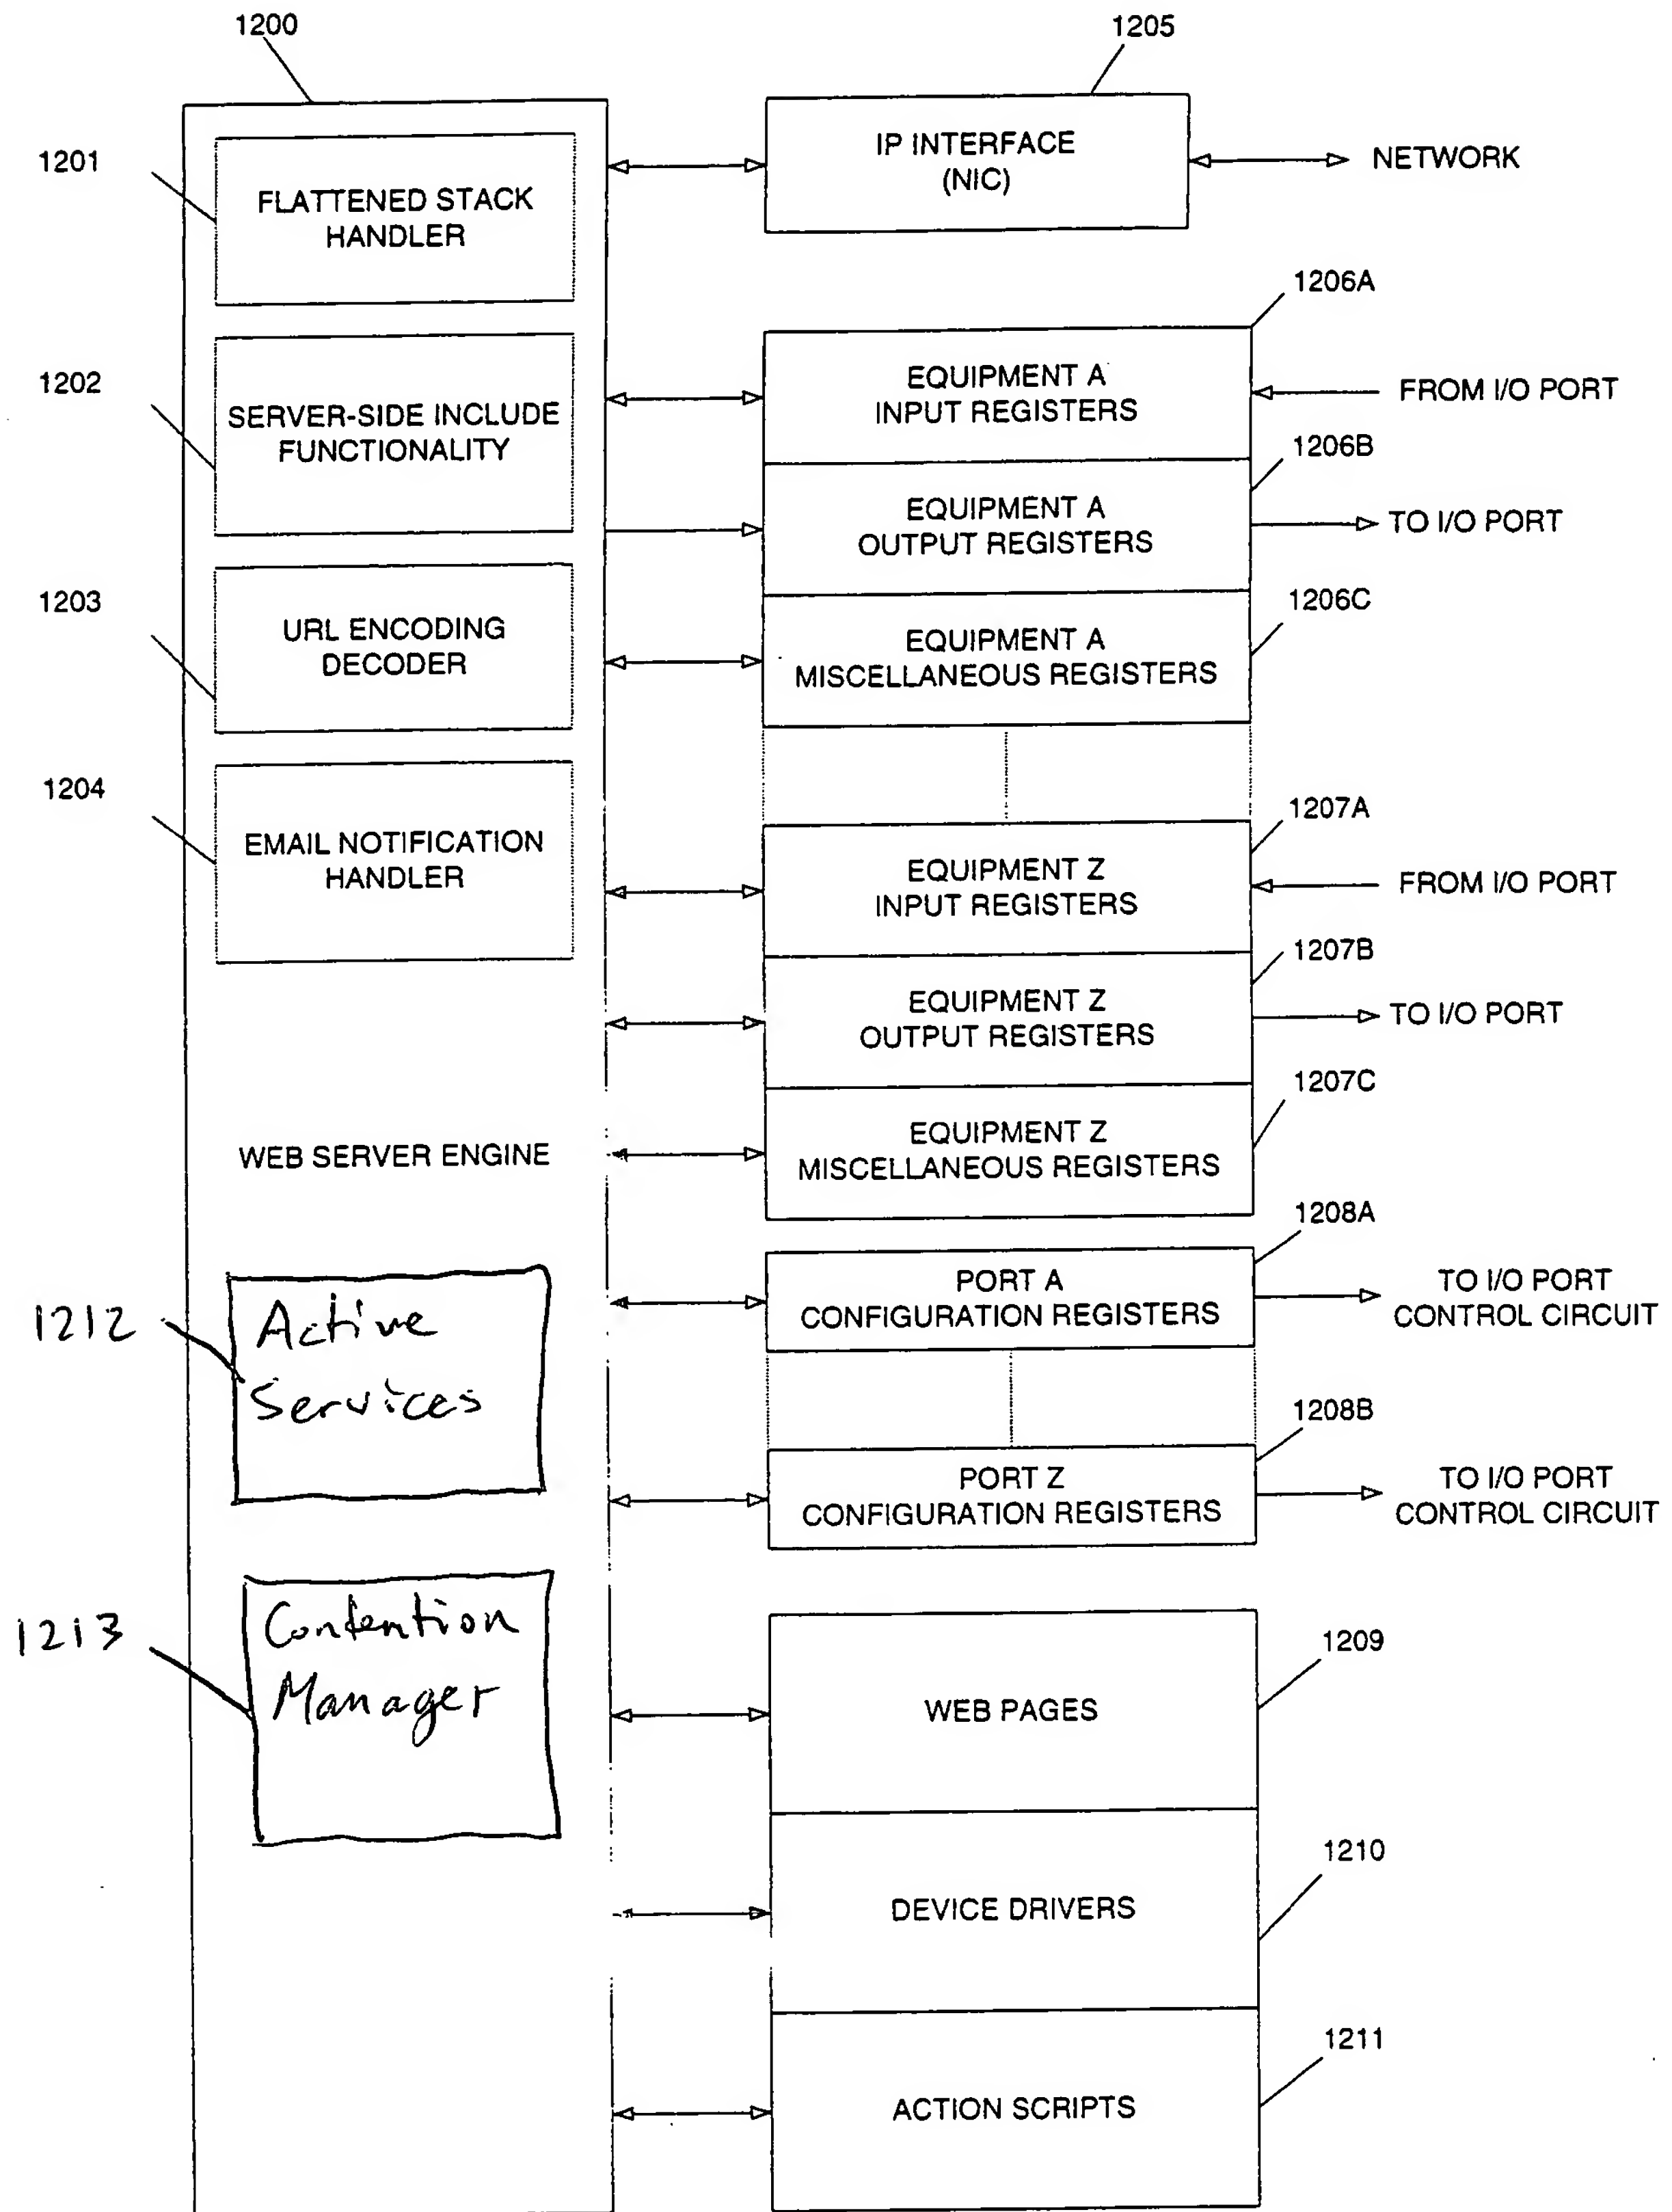 1200
1205
1201
FLATTENED STACK
HANDLER
IP INTERFACE
(NIC)
NETWORK
1206A
1202
SERVER-SIDE INCLUDE
FUNCTIONALITY
EQUIPMENT A
INPUT REGISTERS
FROM I/O PORT
1206B
EQUIPMENT A
OUTPUT REGISTERS
TO I/O PORT
1203
URL ENCODING
DECODER
1206C
EQUIPMENT A
MISCELLANEOUS REGISTERS
1204
EMAIL NOTIFICATION
HANDLER
1207A
EQUIPMENT Z
INPUT REGISTERS
FROM I/O PORT
1207B
EQUIPMENT Z
OUTPUT REGISTERS
TO I/O PORT
1207C
WEB SERVER ENGINE
EQUIPMENT Z
MISCELLANEOUS REGISTERS
1208A
PORT A
CONFIGURATION REGISTERS
TO I/O PORT
CONTROL CIRCUIT
1212
Active
Services
1208B
PORT Z
CONFIGURATION REGISTERS
TO I/O PORT
CONTROL CIRCUIT
1213
Contention
Manager
1209
WEB PAGES
1210
DEVICE DRIVERS
1211
ACTION SCRIPTS